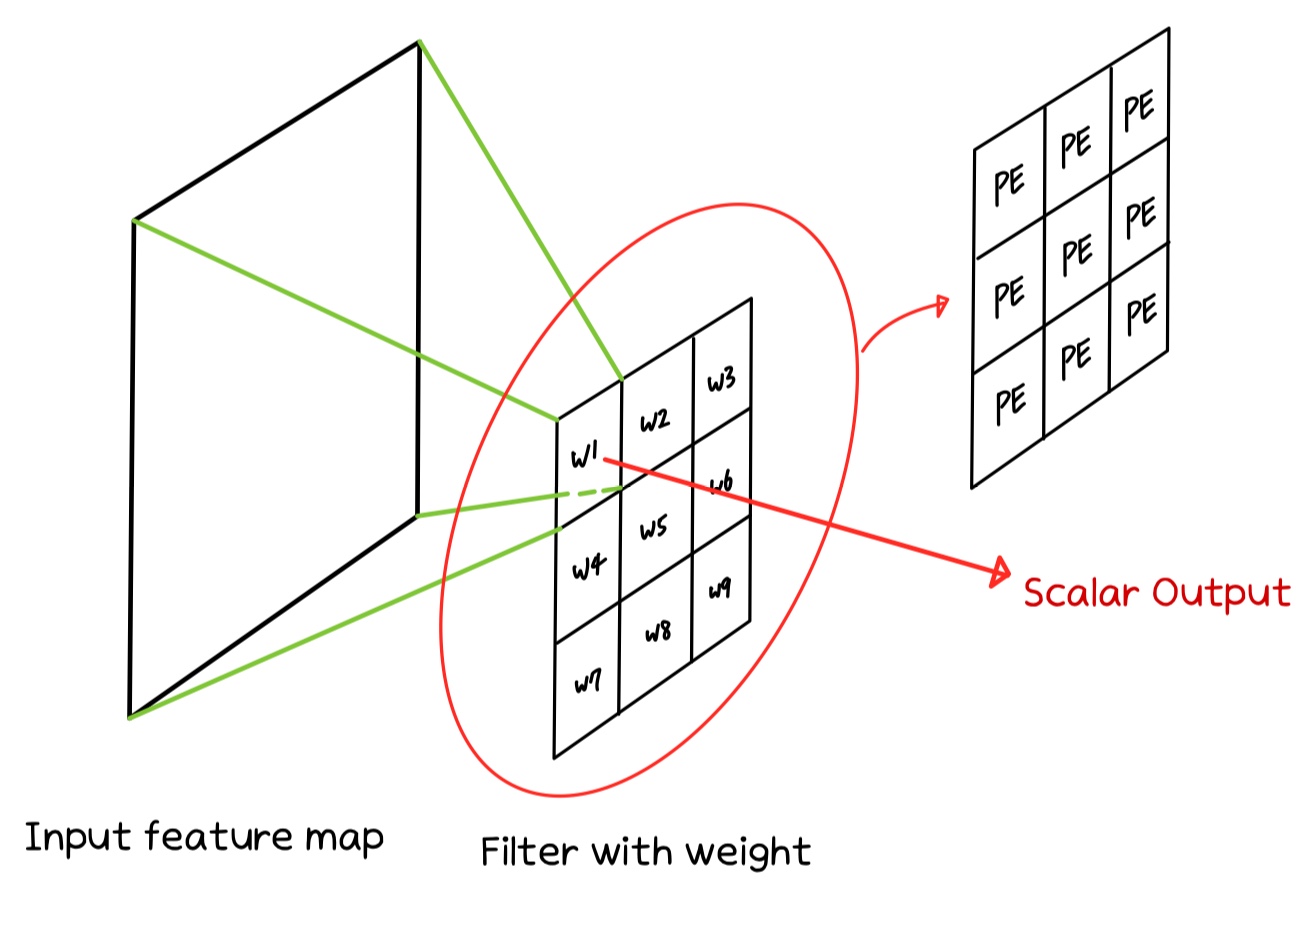 PE PE PE
PE PE PE
PE PE PE
w1 w2 w3
w4 w5 w6
w7 w8 w9
Scalar Output
Input feature map
Filter with weight